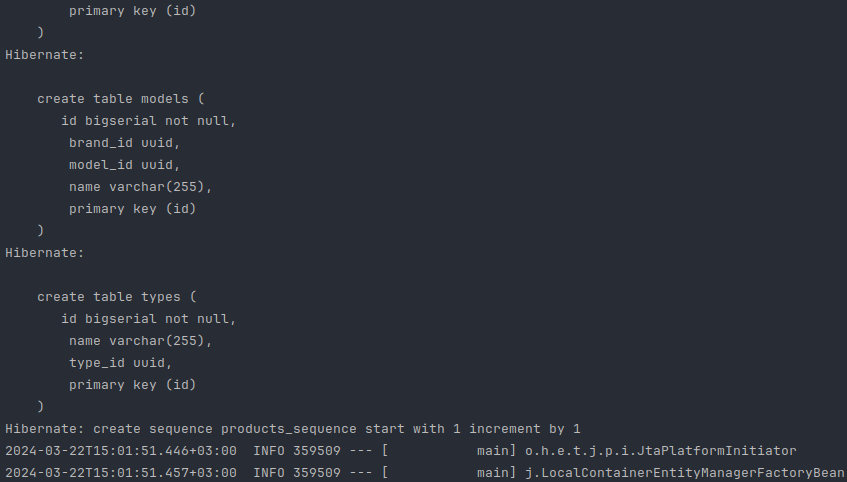 primary key (id)
)
Hibernate:
create table models (
id bigserial not null,
brand_id uuid,
model_id uuid,
name varchar(255),
primary key (id)
)
Hibernate:
create table types (
id bigserial not null,
name varchar(255),
type_id uuid,
primary key (id)
)
Hibernate: create sequence products_sequence start with 1 increment by 1
2024-03-22T15:01:51.446+03:00  INFO 359509 --- [           main] o.h.e.t.j.p.i.JtaPlatformInitiator
2024-03-22T15:01:51.457+03:00  INFO 359509 --- [           main] j.LocalContainerEntityManagerFactoryBean